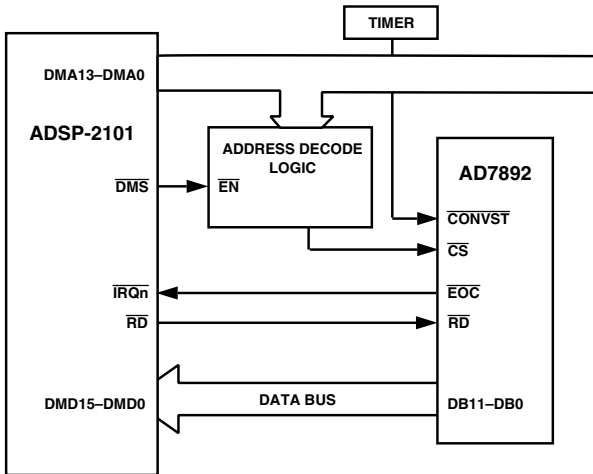 TIMER
DMA13–DMA0
ADSP-2101
ADDRESS DECODE
LOGIC
AD7892
DMS
EN
CONVST
CS
IRQn
EOC
RD
RD
DMD15–DMD0
DATA BUS
DB11–DB0